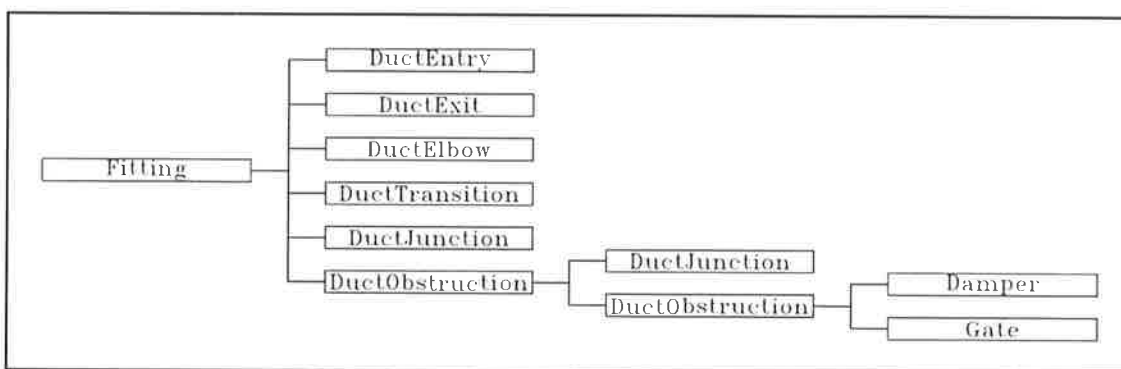 DuctEntry
DuctExit
DuctElbow
Fitting
DuctTransition
DuctJunction
DuctObstruction
DuctJunction
DuctObstruction
Damper
Gate